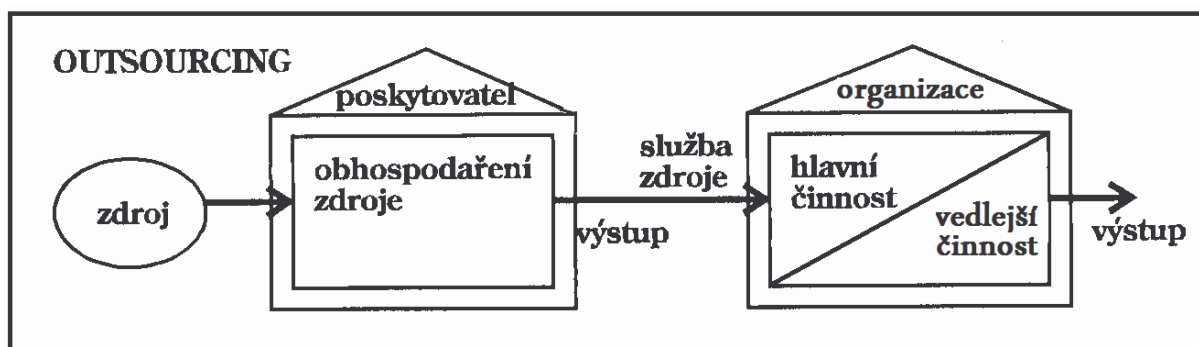 OUTSOURCING
poskytovatel
organizace
zdroj
obhospodaření
zdroje
služba
zdroje
výstup
hlavní
činnost
vedlejší
činnost
výstup